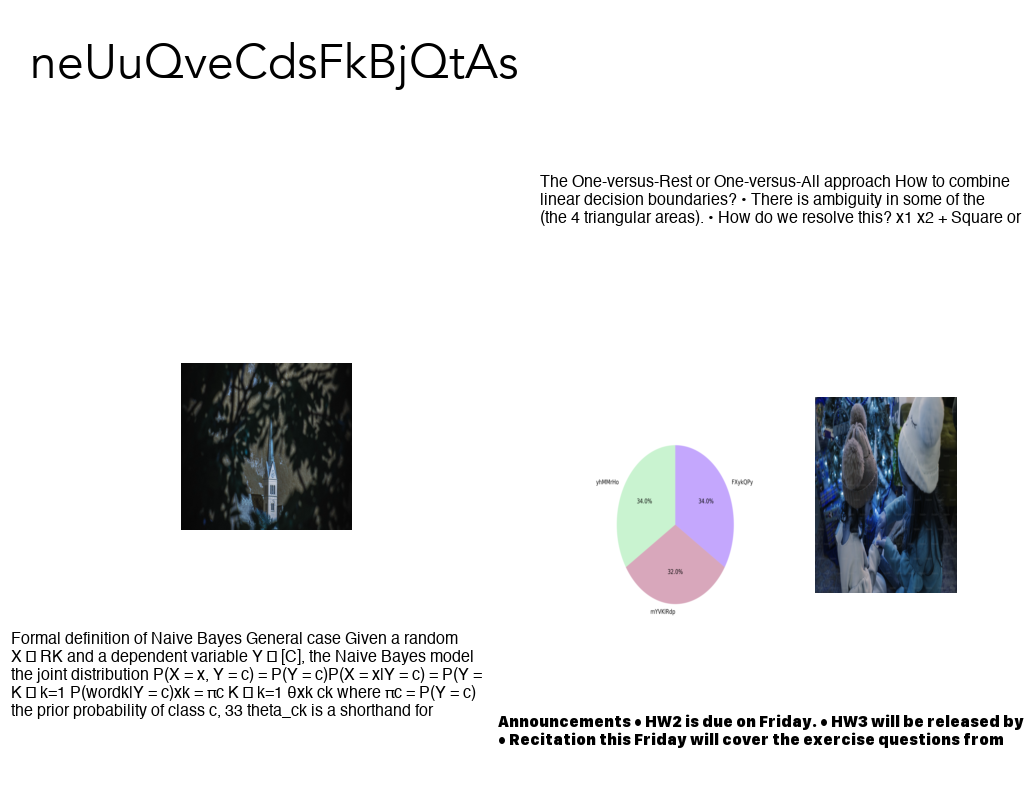 neUuQveCdsFkBjQtAs
The One-versus-Rest or One-versus-All approach How to combine
linear decision boundaries? • There is ambiguity in some of the
(the 4 triangular areas). • How do we resolve this? x1 x2 + Square or
yhMMrHo
FXykQPy
34.0%
34.0%
32.0%
mYVKlRdp
Formal definition of Naive Bayes General case Given a random
X □ RK and a dependent variable Y □ [C], the Naive Bayes model
the joint distribution P(X = x, Y = c) = P(Y = c)P(X = x|Y = c) = P(Y =
K □ k=1 P(wordk|Y = c)xk = πc K □ k=1 θxk ck where πc = P(Y = c)
the prior probability of class c, 33 theta_ck is a shorthand for
Announcements • HW2 is due on Friday. • HW3 will be released by
• Recitation this Friday will cover the exercise questions from